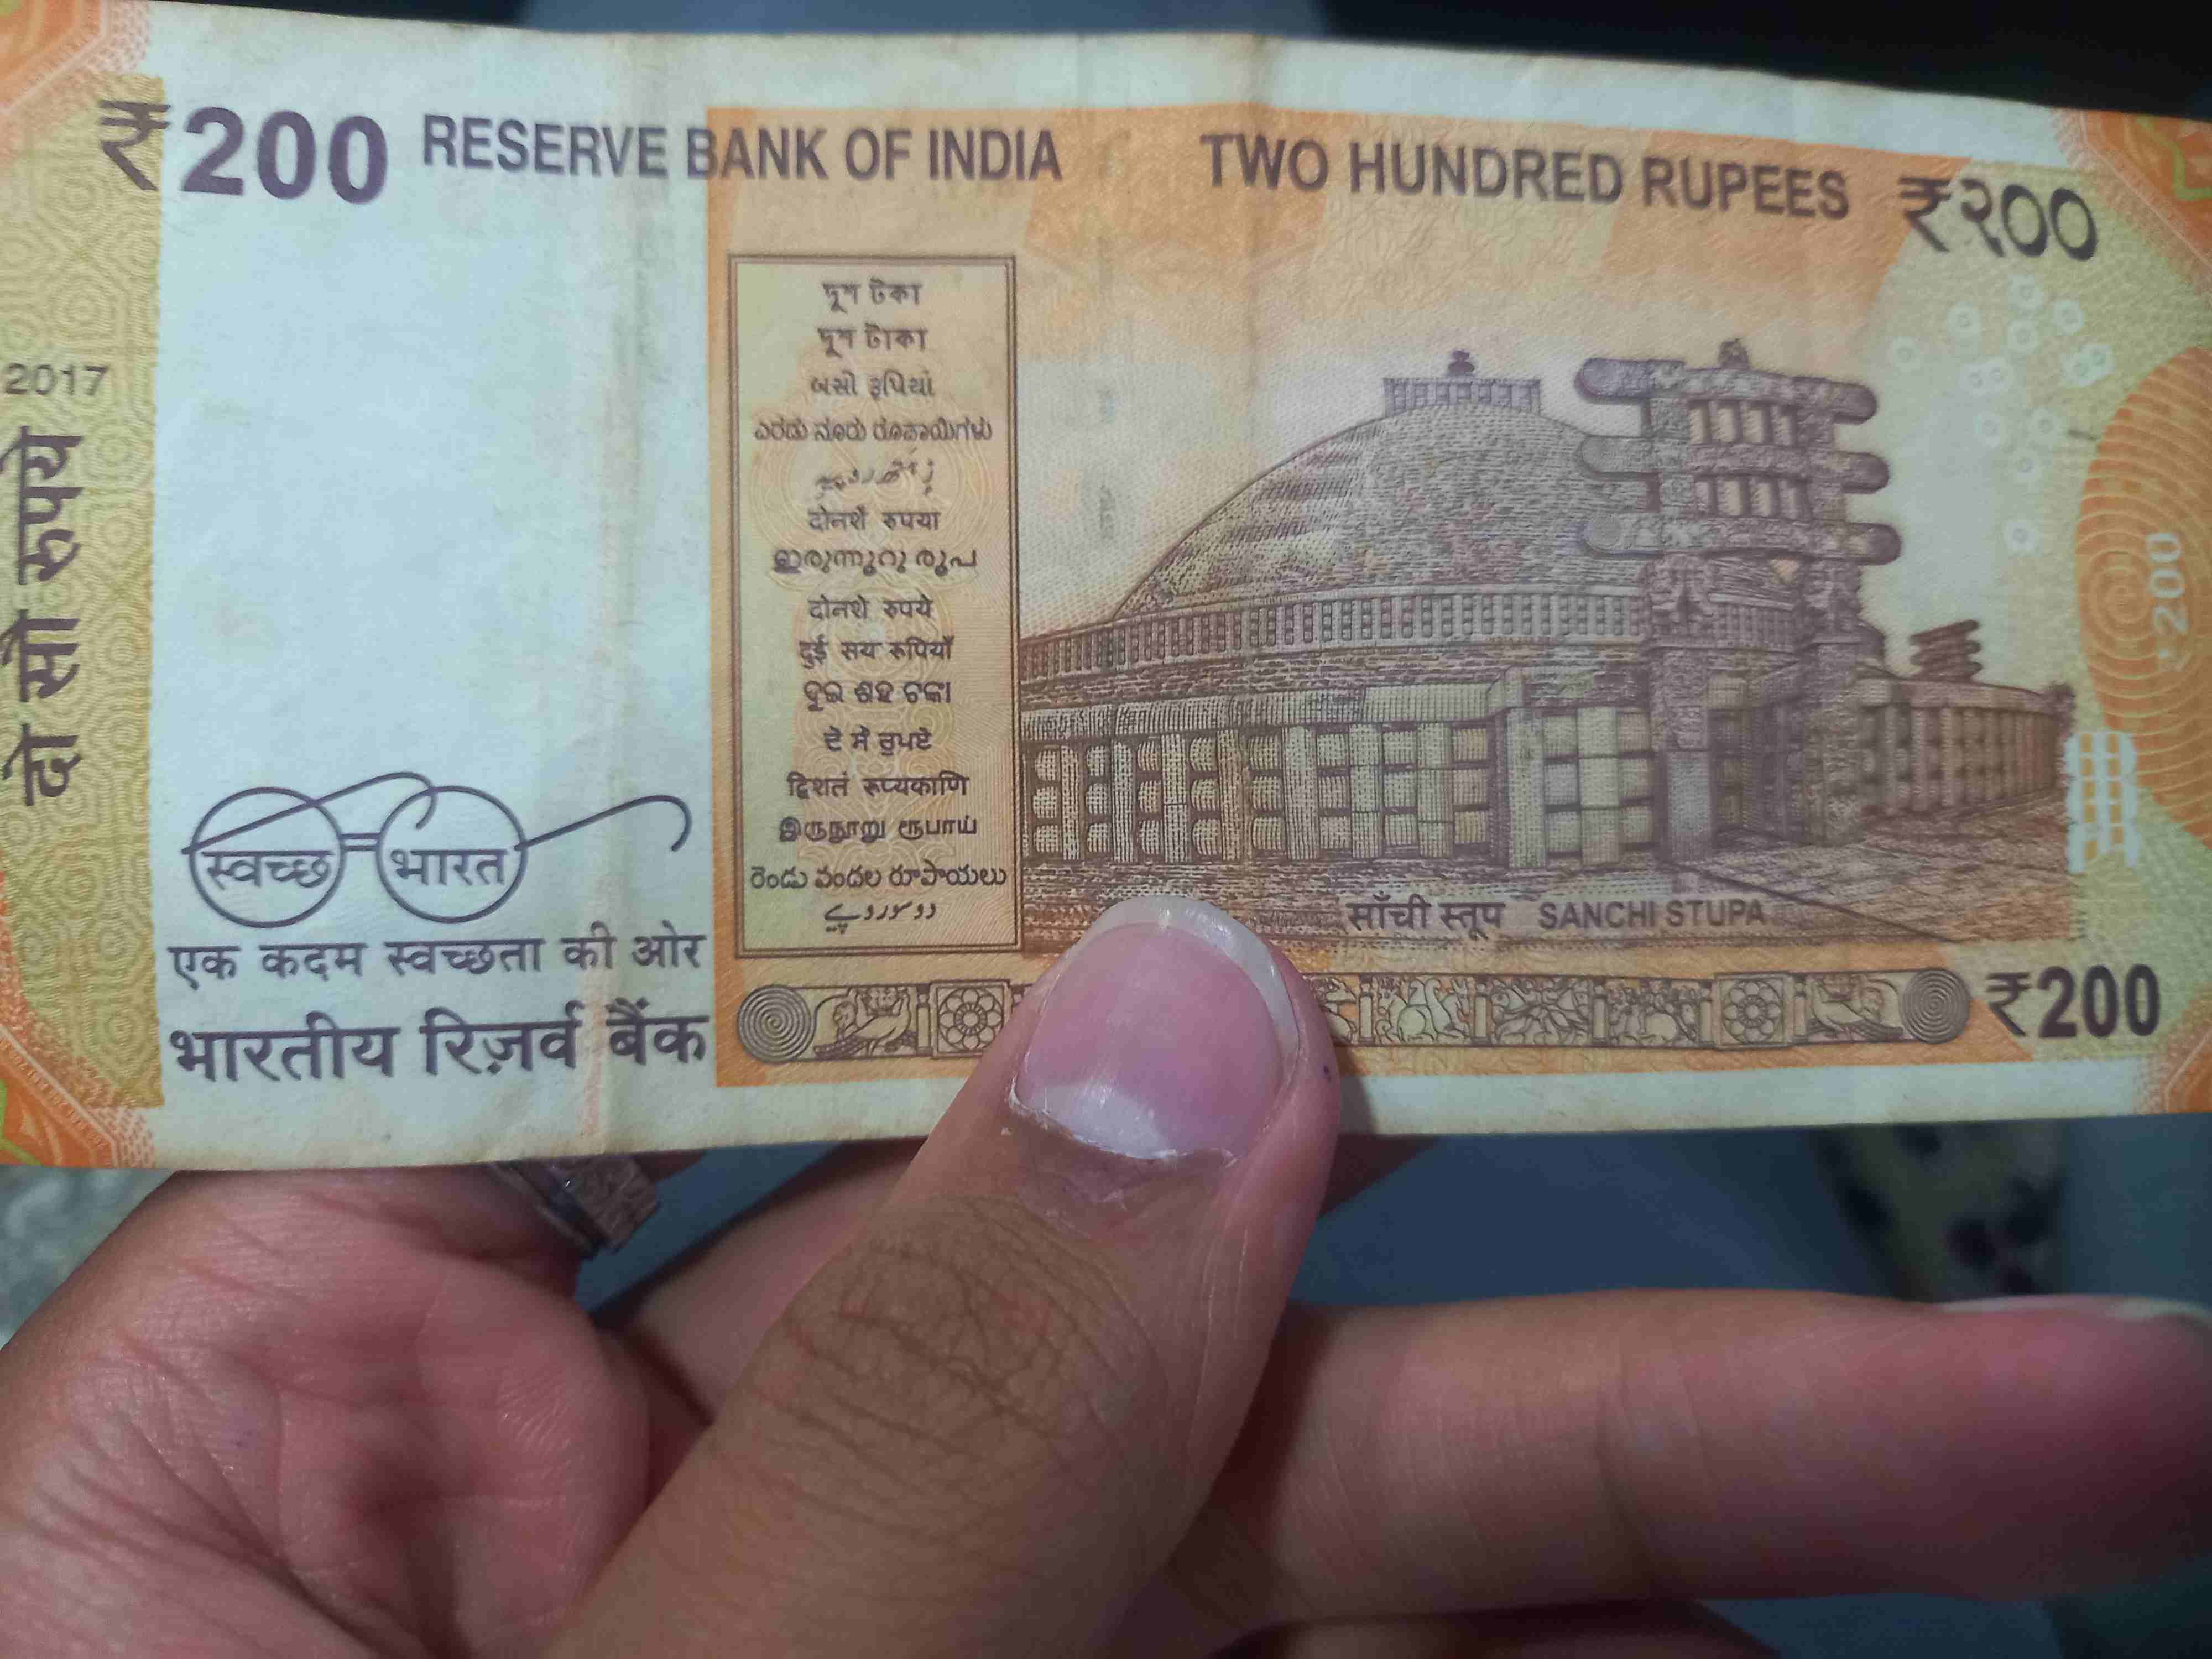 ₹200 RESERVE BANK OF INDIA TWO HUNDRED RUPEES ₹२००
2017
दो सौ रुपये
দুশ টকা
দুশ টাকা
બસો રૂપિયા
ಎರಡು ನೂರು ರೂಪಾಯಿಗಳು
दोनशें रुपया
ഇരുന്നൂറു രൂപ
दोनशे रुपये
दुई सय रुपियाँ
ଦୁଇ ଶହ ଟଙ୍କା
ਦੋ ਸੌ ਰੁਪਏ
द्विशतं रूप्यकाणि
இருநூறு ரூபாய்
రెండు వందల రూపాయలు
دو سو روپے
साँची स्तूप SANCHI STUPA
स्वच्छ भारत
एक कदम स्वच्छता की ओर
भारतीय रिज़र्व बैंक
₹200
₹200